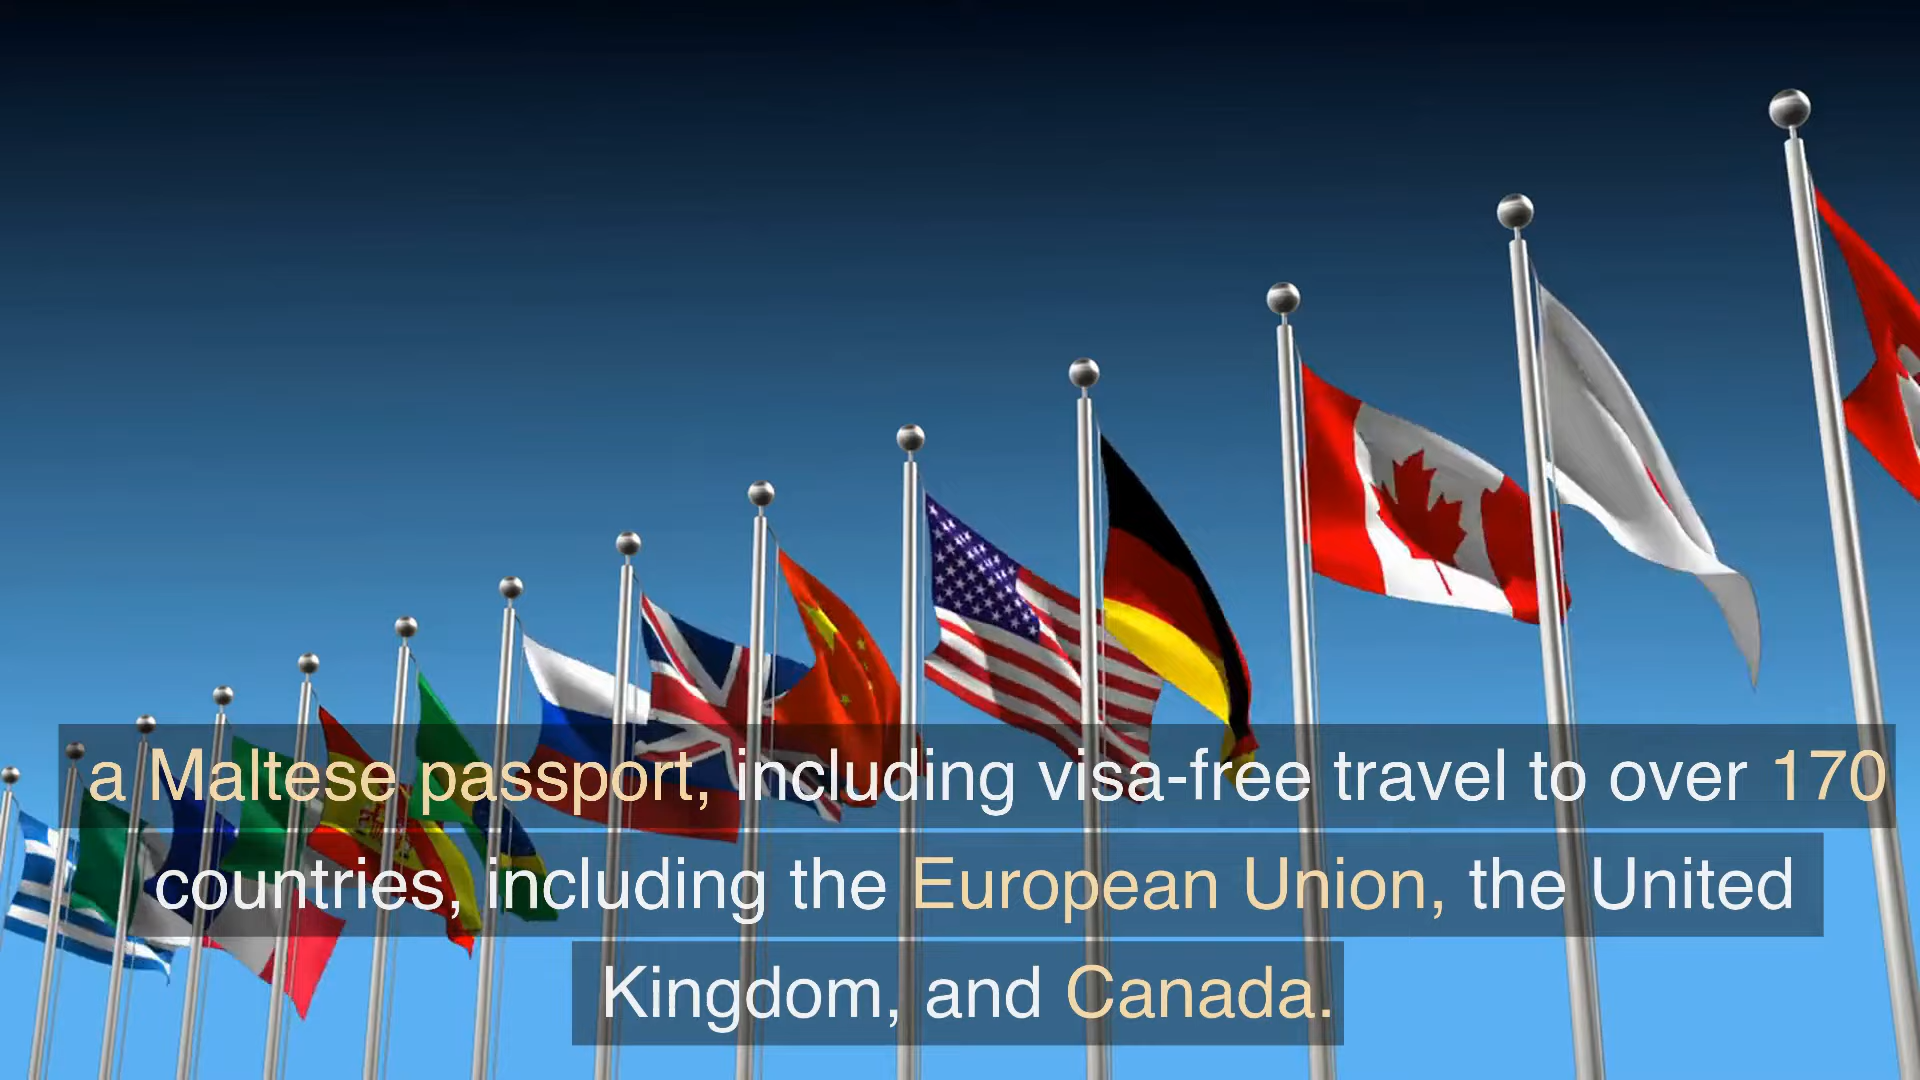 a Maltese passport, including visa-free travel to over 170
countries, including the European Union, the United
Kingdom, and Canada.